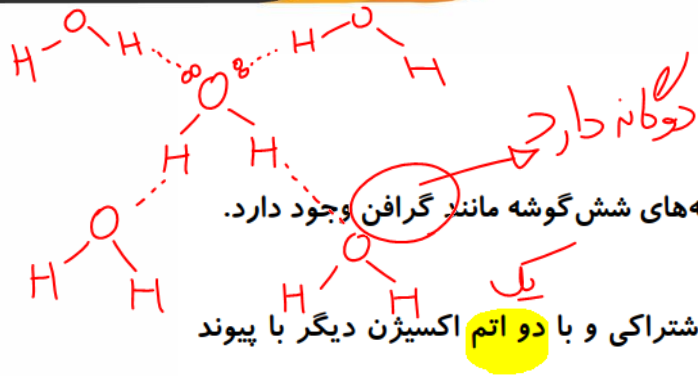 O H
H O
H H
O
H H
دوگانه دارد
ه‌های شش‌گوشه مانند گرافن وجود دارد.
O O
یک
H H H H
شتراکی و با دو اتم اکسیژن دیگر با پیوند